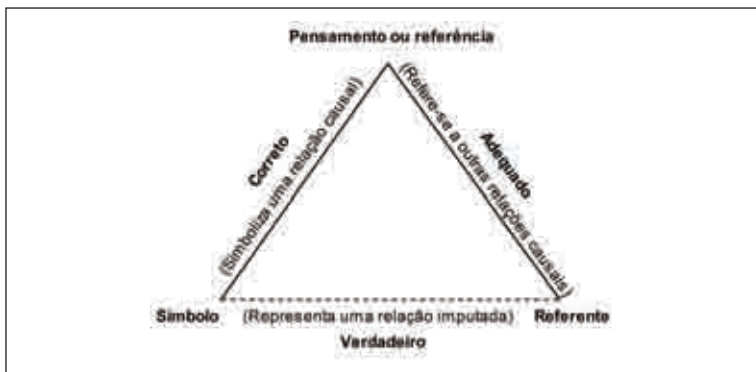 Pensamento ou referência
Correto
(Simboliza uma relação causal)
(Refere-se a outras relações causais)
Adequado
Símbolo
(Representa uma relação imputada)
Referente
Verdadeiro